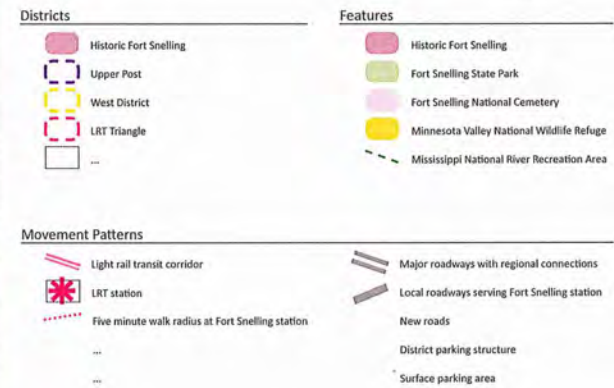 Districts
Historic Fort Snelling
Upper Post
West District
LRT Triangle
...
Features
Historic Fort Snelling
Fort Snelling State Park
Fort Snelling National Cemetery
Minnesota Valley National Wildlife Refuge
Mississippi National River Recreation Area
Movement Patterns
Light rail transit corridor
LRT station
Five minute walk radius at Fort Snelling station
...
...
Major roadways with regional connections
Local roadways serving Fort Snelling station
New roads
District parking structure
Surface parking area